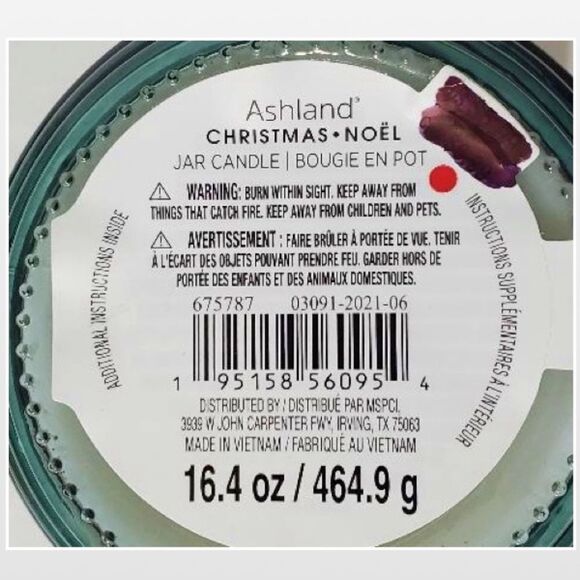 Ashland®
CHRISTMAS • NOËL
JAR CANDLE | BOUGIE EN POT
⚠ WARNING: BURN WITHIN SIGHT. KEEP AWAY FROM
THINGS THAT CATCH FIRE. KEEP AWAY FROM CHILDREN AND PETS.
⚠ AVERTISSEMENT : FAIRE BRÛLER À PORTÉE DE VUE. TENIR
À L'ÉCART DES OBJETS POUVANT PRENDRE FEU. GARDER HORS DE
PORTÉE DES ENFANTS ET DES ANIMAUX DOMESTIQUES.
ADDITIONAL INSTRUCTIONS INSIDE
INSTRUCTIONS SUPPLÉMENTAIRES À L'INTÉRIEUR
675787 03091-2021-06
1 95158 56095 4
DISTRIBUTED BY / DISTRIBUÉ PAR MSPCI,
3939 W JOHN CARPENTER FWY, IRVING, TX 75063
MADE IN VIETNAM / FABRIQUÉ AU VIETNAM
16.4 oz / 464.9 g